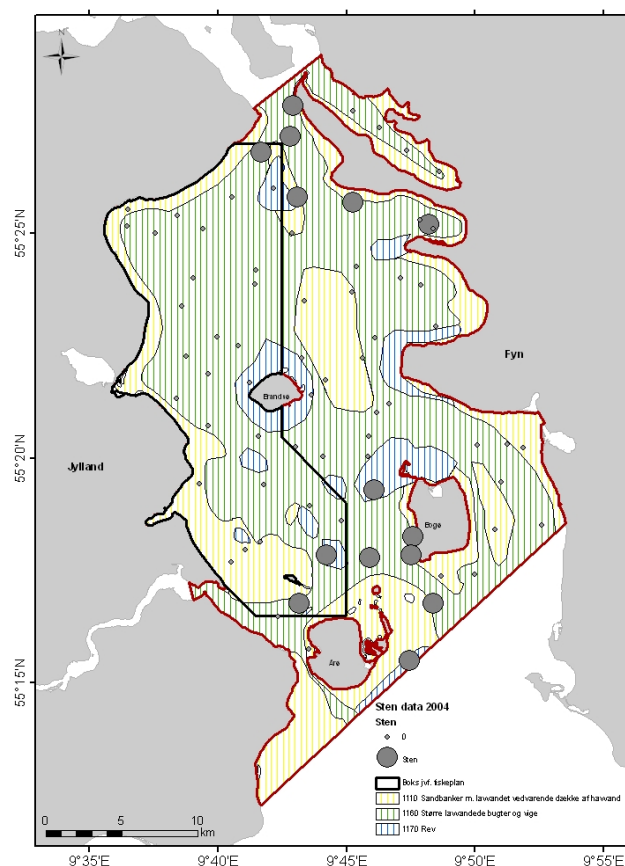 N
55°25'
Fyn
Brandsø
55°20'
Jylland
Bågø
55°15'
Årø
Sten data 2004
Sten
0
Sten
Boks jvf. fiskeplan
1110 Sandbanker m. lavvandet vedvarende dække af havvand
1160 Større lavvandede bugter og vige
1170 Rev
0 5 10
km
9°35'E 9°40'E 9°45'E 9°50'E 9°55'E